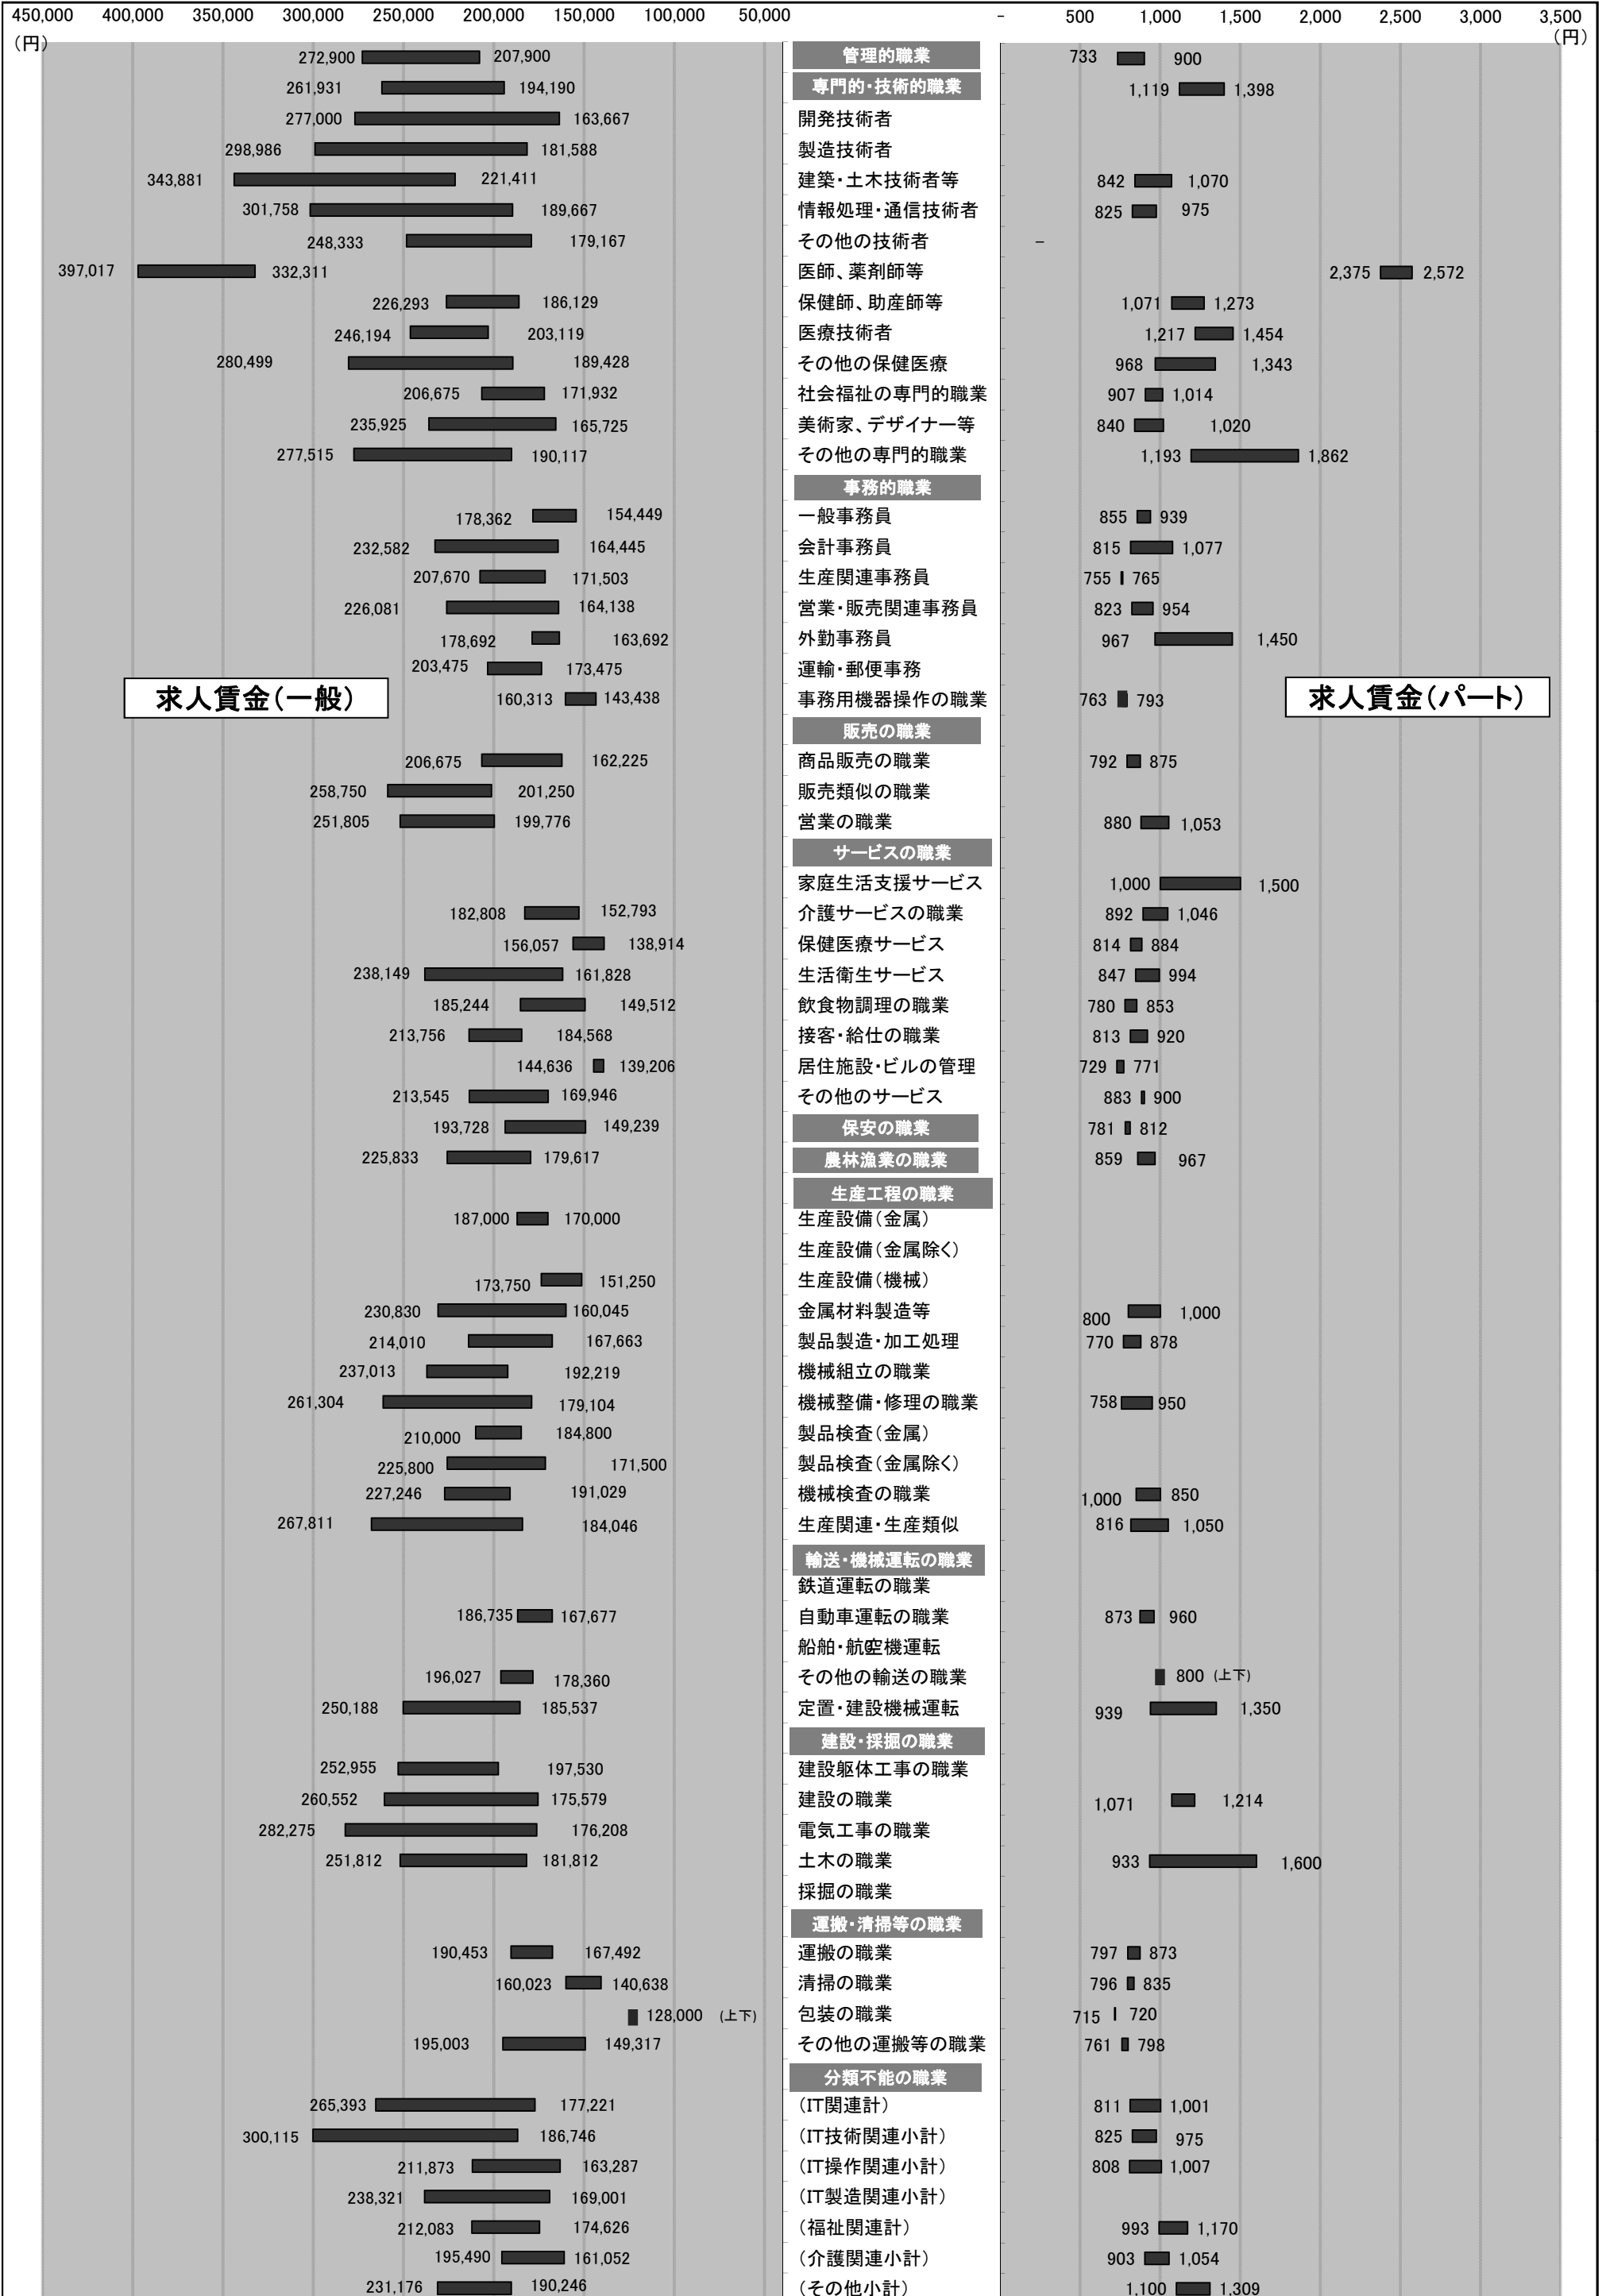 450,000 400,000 350,000 300,000 250,000 200,000 150,000 100,000 50,000 － 500 1,000 1,500 2,000 2,500 3,000 3,500
（円） （円）
272,900 207,900 管理的職業 733 900
261,931 194,190 専門的・技術的職業 1,119 1,398
277,000 163,667 開発技術者
298,986 181,588 製造技術者
343,881 221,411 建築・土木技術者等 842 1,070
301,758 189,667 情報処理・通信技術者 825 975
248,333 179,167 その他の技術者 －
397,017 332,311 医師、薬剤師等 2,375 2,572
226,293 186,129 保健師、助産師等 1,071 1,273
246,194 203,119 医療技術者 1,217 1,454
280,499 189,428 その他の保健医療 968 1,343
206,675 171,932 社会福祉の専門的職業 907 1,014
235,925 165,725 美術家、デザイナー等 840 1,020
277,515 190,117 その他の専門的職業 1,193 1,862
事務的職業
178,362 154,449 一般事務員 855 939
232,582 164,445 会計事務員 815 1,077
207,670 171,503 生産関連事務員 755 765
226,081 164,138 営業・販売関連事務員 823 954
178,692 163,692 外勤事務員 967 1,450
203,475 173,475 運輸・郵便事務
求人賃金（一般） 160,313 143,438 事務用機器操作の職業 763 793 求人賃金（パート）
販売の職業
206,675 162,225 商品販売の職業 792 875
258,750 201,250 販売類似の職業
251,805 199,776 営業の職業 880 1,053
サービスの職業
家庭生活支援サービス 1,000 1,500
182,808 152,793 介護サービスの職業 892 1,046
156,057 138,914 保健医療サービス 814 884
238,149 161,828 生活衛生サービス 847 994
185,244 149,512 飲食物調理の職業 780 853
213,756 184,568 接客・給仕の職業 813 920
144,636 139,206 居住施設・ビルの管理 729 771
213,545 169,946 その他のサービス 883 900
193,728 149,239 保安の職業 781 812
225,833 179,617 農林漁業の職業 859 967
生産工程の職業
187,000 170,000 生産設備（金属）
生産設備（金属除く）
173,750 151,250 生産設備（機械）
230,830 160,045 金属材料製造等 800 1,000
214,010 167,663 製品製造・加工処理 770 878
237,013 192,219 機械組立の職業
261,304 179,104 機械整備・修理の職業 758 950
210,000 184,800 製品検査（金属）
225,800 171,500 製品検査（金属除く）
227,246 191,029 機械検査の職業 1,000 850
267,811 184,046 生産関連・生産類似 816 1,050
輸送・機械運転の職業
鉄道運転の職業
186,735 167,677 自動車運転の職業 873 960
船舶・航空機運転
196,027 178,360 その他の輸送の職業 800 （上下）
250,188 185,537 定置・建設機械運転 939 1,350
建設・採掘の職業
252,955 197,530 建設躯体工事の職業
260,552 175,579 建設の職業 1,071 1,214
282,275 176,208 電気工事の職業
251,812 181,812 土木の職業 933 1,600
採掘の職業
運搬・清掃等の職業
190,453 167,492 運搬の職業 797 873
160,023 140,638 清掃の職業 796 835
128,000 （上下） 包装の職業 715 720
195,003 149,317 その他の運搬等の職業 761 798
分類不能の職業
265,393 177,221 （IT関連計） 811 1,001
300,115 186,746 （IT技術関連小計） 825 975
211,873 163,287 （IT操作関連小計） 808 1,007
238,321 169,001 （IT製造関連小計）
212,083 174,626 （福祉関連計） 993 1,170
195,490 161,052 （介護関連小計） 903 1,054
231,176 190,246 （その他小計） 1,100 1,309